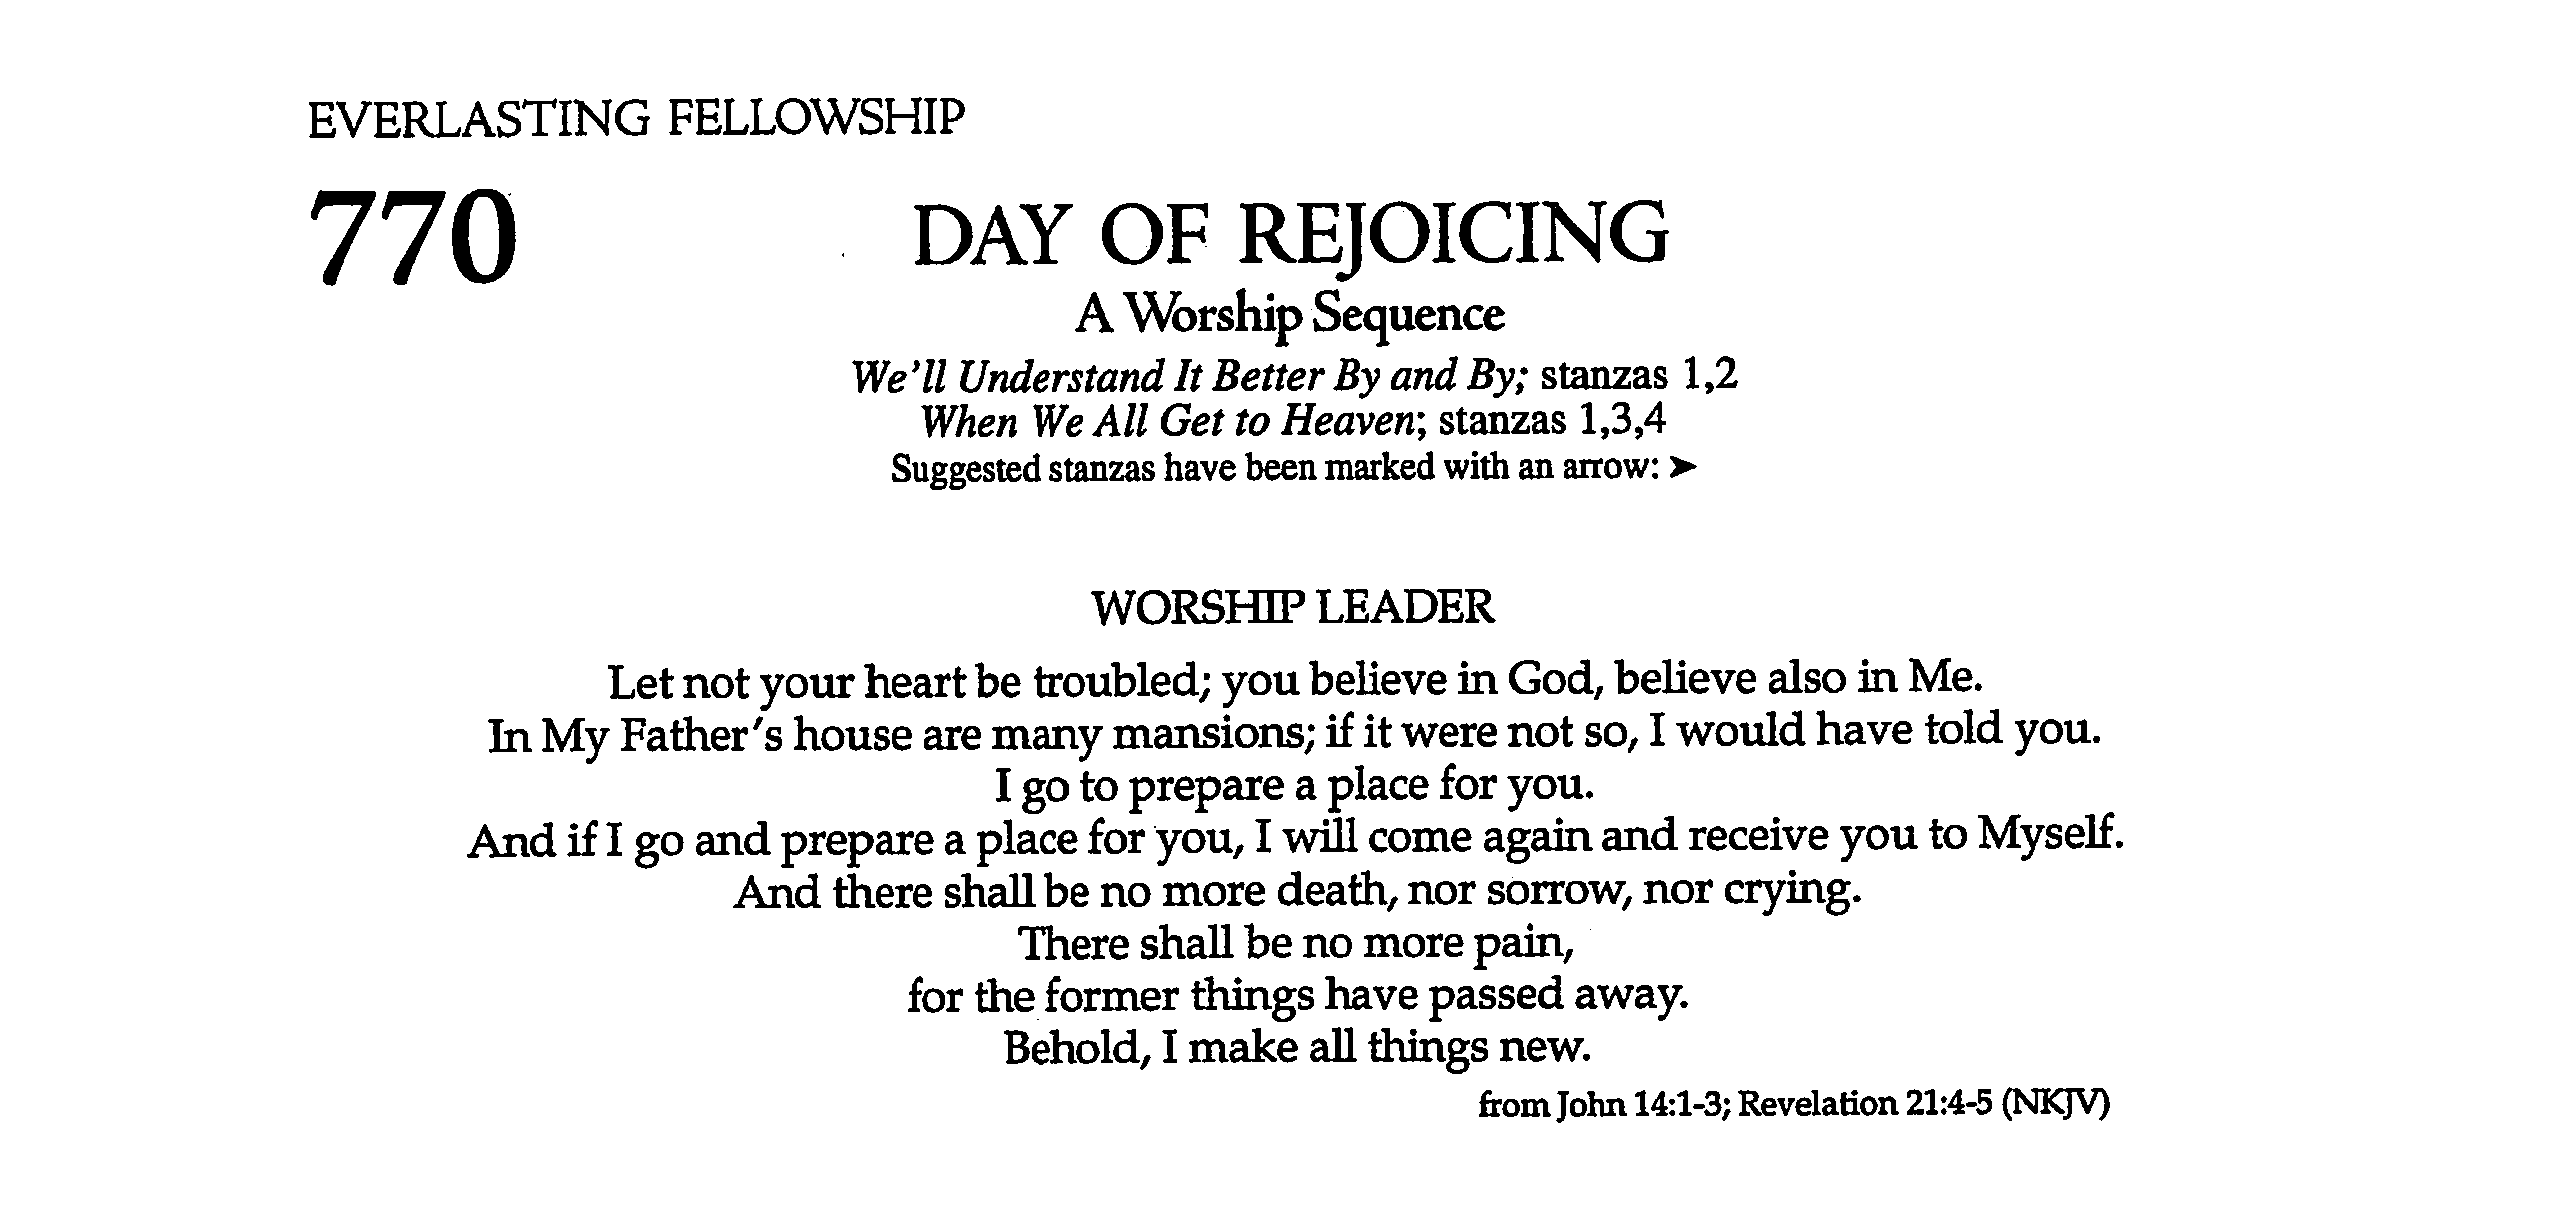 EVERLASTING FELLOWSHIP
770
DAY OF REJOICING
A Worship Sequence
We'll Understand It Better By and By; stanzas 1,2
When We All Get to Heaven; stanzas 1,3,4
Suggested stanzas have been marked with an arrow: ➤
WORSHIP LEADER
Let not your heart be troubled; you believe in God, believe also in Me.
In My Father's house are many mansions; if it were not so, I would have told you.
I go to prepare a place for you.
And if I go and prepare a place for you, I will come again and receive you to Myself.
And there shall be no more death, nor sorrow, nor crying.
There shall be no more pain,
for the former things have passed away.
Behold, I make all things new.
from John 14:1-3; Revelation 21:4-5 (NKJV)